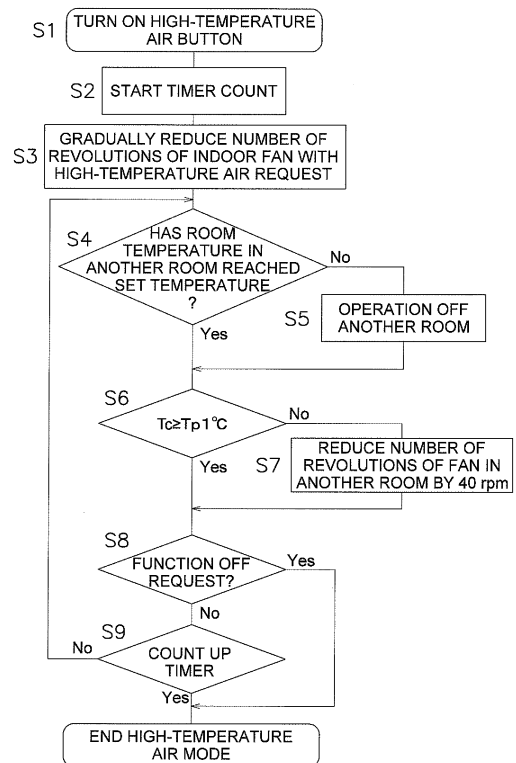 S1
TURN ON HIGH-TEMPERATURE
AIR BUTTON
S2
START TIMER COUNT
S3
GRADUALLY REDUCE NUMBER OF
REVOLUTIONS OF INDOOR FAN WITH
HIGH-TEMPERATURE AIR REQUEST
S4
HAS ROOM
TEMPERATURE IN
ANOTHER ROOM REACHED
SET TEMPERATURE
?
No
Yes
S5
OPERATION OFF
ANOTHER ROOM
S6
Tc≥Tp1°C
No
Yes
S7
REDUCE NUMBER OF
REVOLUTIONS OF FAN IN
ANOTHER ROOM BY 40 rpm
S8
FUNCTION OFF
REQUEST?
Yes
No
S9
No
COUNT UP
TIMER
Yes
END HIGH-TEMPERATURE
AIR MODE